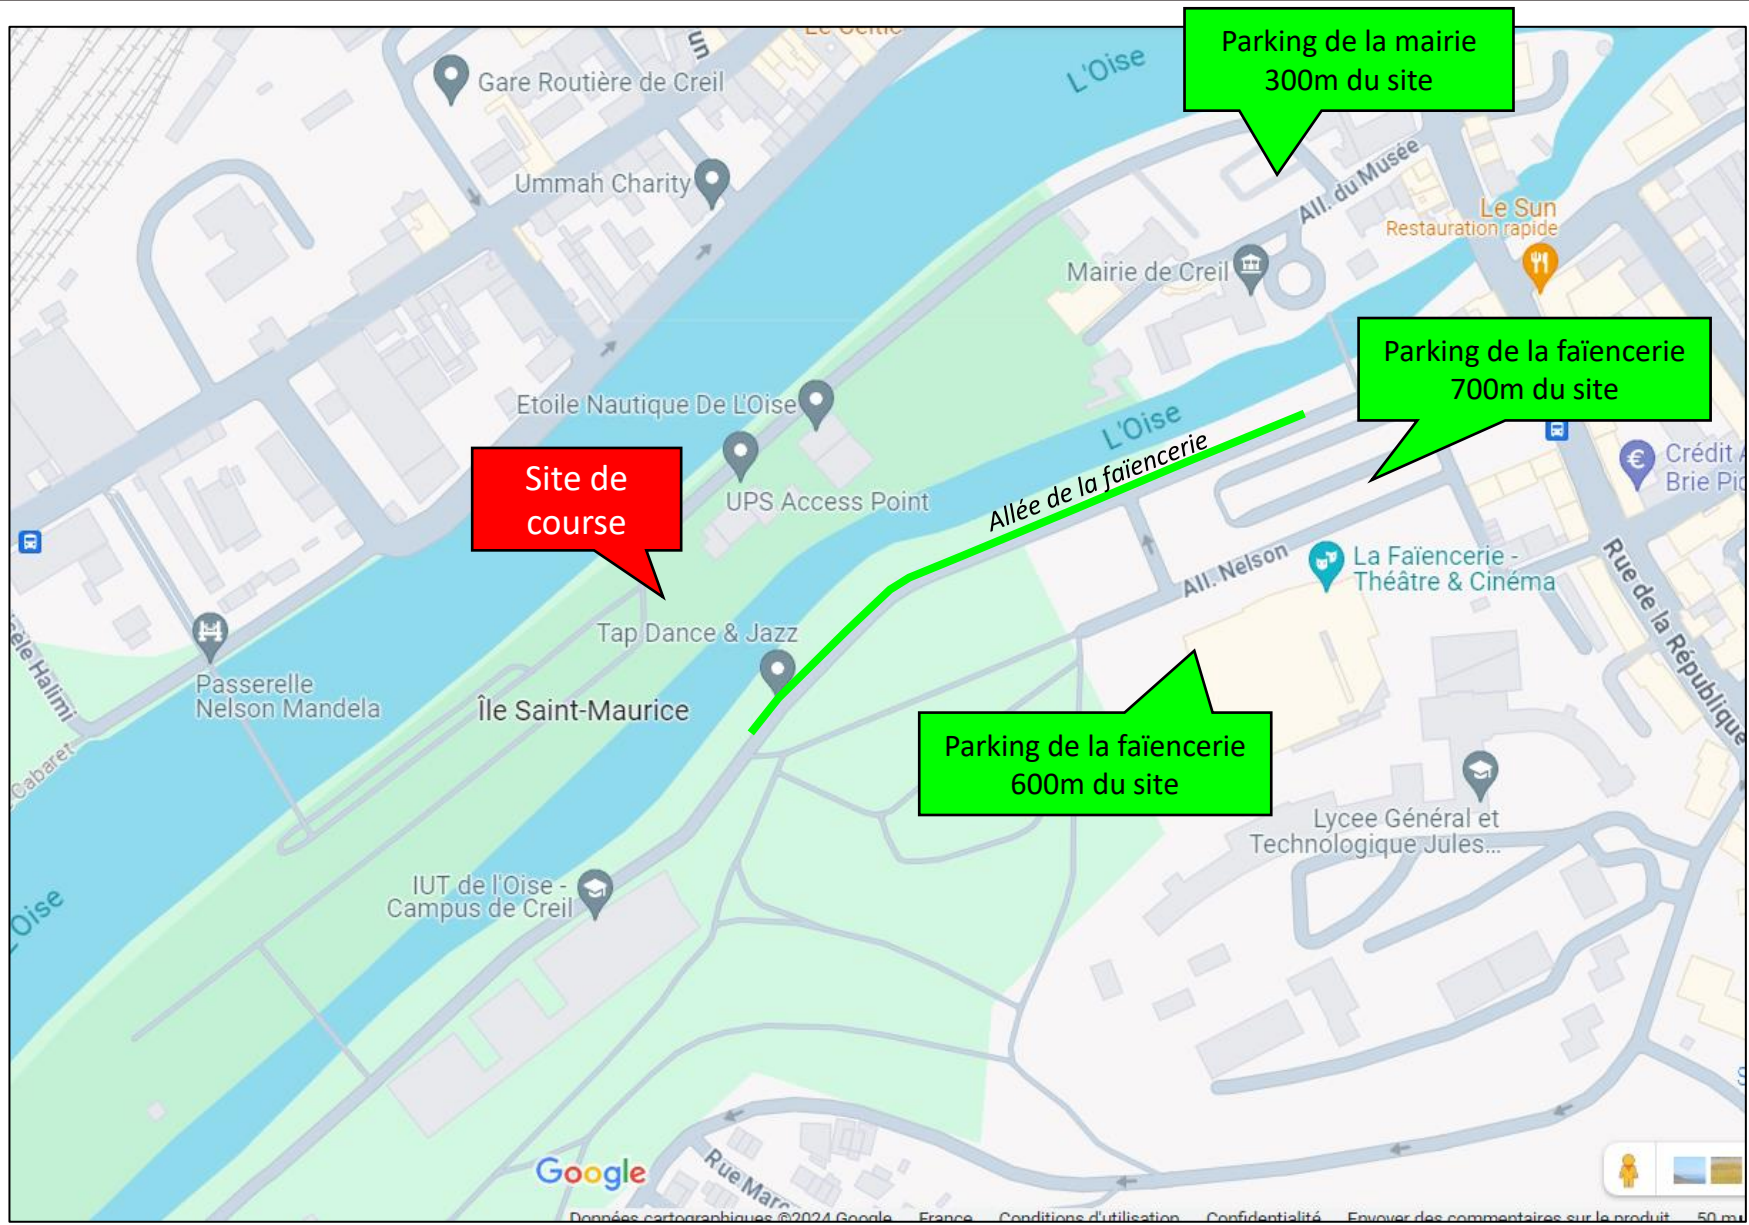 Parking de la mairie
300m du site
L'Oise
Gare Routière de Creil
Ummah Charity
All. du Musée
Le Sun
Restauration rapide
Mairie de Creil
Parking de la faïencerie
700m du site
Etoile Nautique De L'Oise
L'Oise
Allée de la faïencerie
Crédit
Brie
Site de
course
UPS Access Point
All. Nelson
La Faïencerie -
Théâtre & Cinéma
Rue de la République
Tap Dance & Jazz
Halimi
Passerelle
Nelson Mandela
Île Saint-Maurice
Cabaret
Parking de la faïencerie
600m du site
Lycee Général et
Technologique Jules...
IUT de l'Oise -
Campus de Creil
L'Oise
Google
Rue
Données cartographiques ©2024 Google
France
Conditions d'utilisation
Confidentialité
Envoyer des commentaires sur le produit
50 m